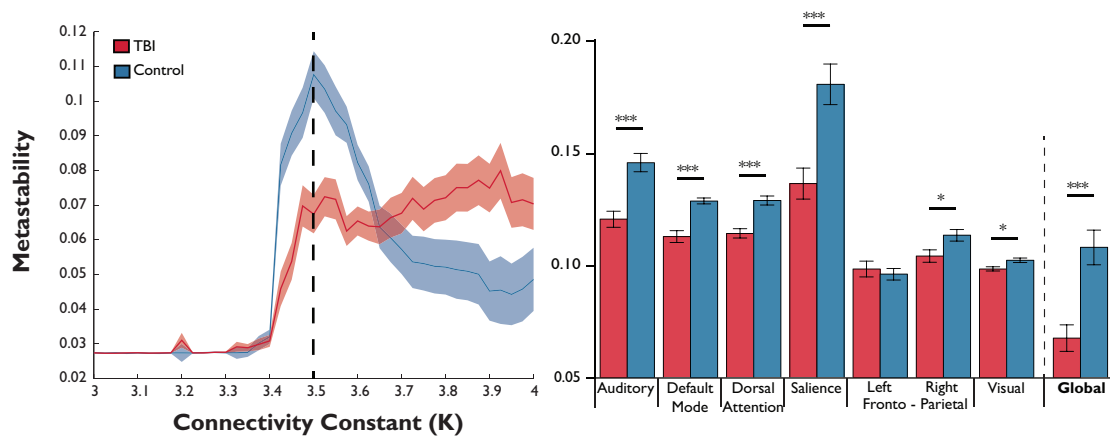 TBI
Control
Metastability
0.12
0.11
0.1
0.09
0.08
0.07
0.06
0.05
0.04
0.03
0.02
3 3.1 3.2 3.3 3.4 3.5 3.6 3.7 3.8 3.9 4
Connectivity Constant (K)
0.20
0.15
0.10
0.05
*** *** *** *** * * ***
Auditory Default Dorsal Salience Left Right Visual Global
Mode Attention Fronto - Parietal